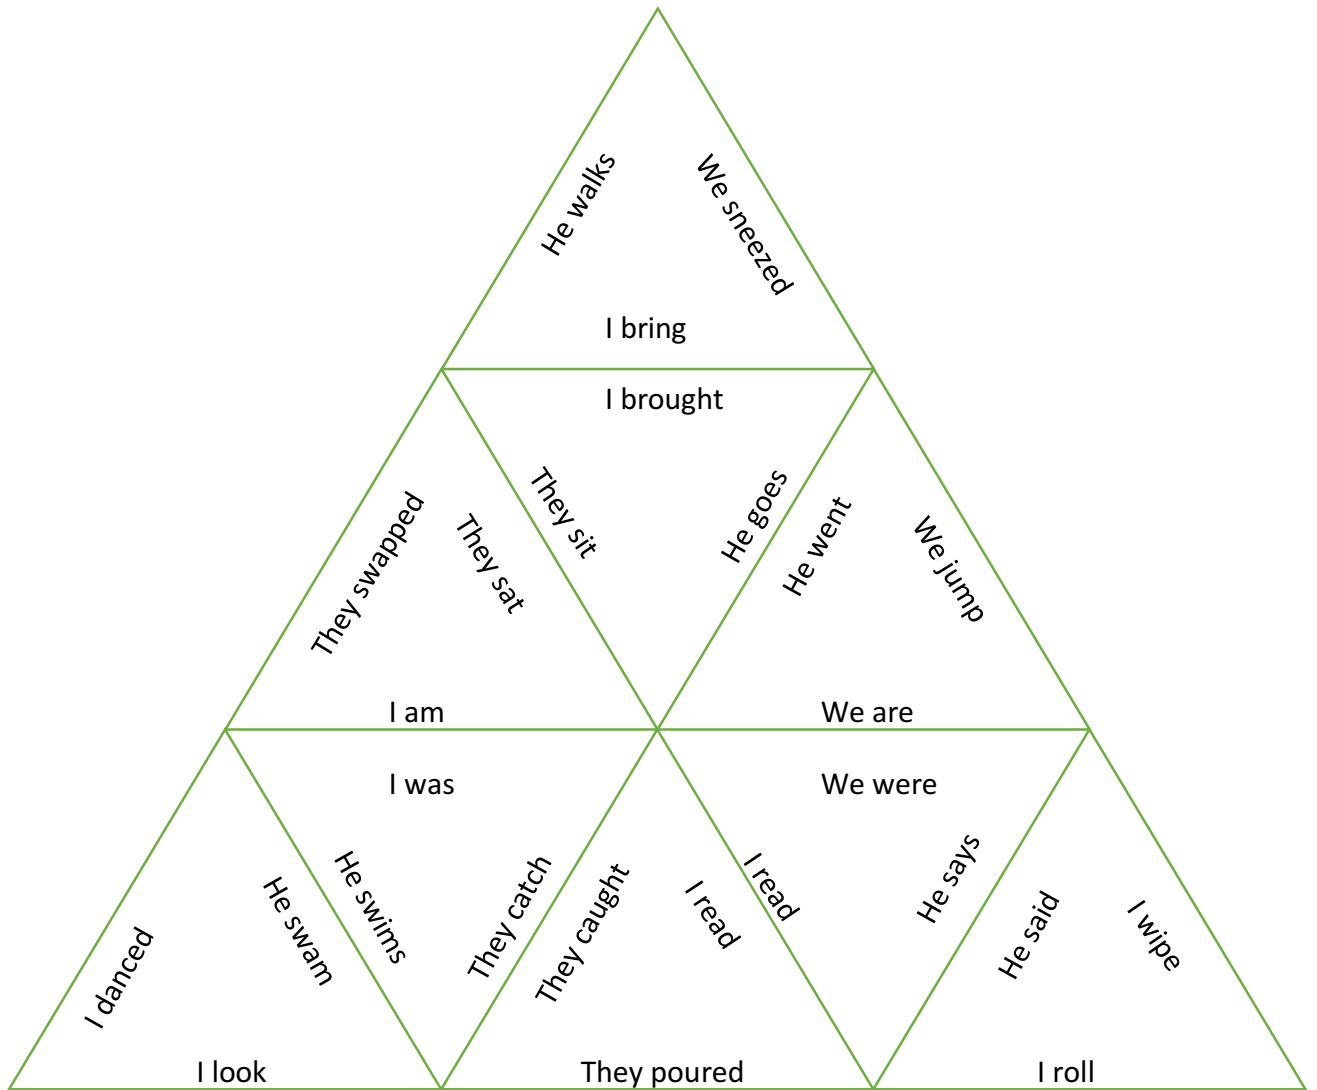 He walks
We sneezed
I bring
I brought
They swapped
They sat
They sit
He goes
He went
We jump
I am
We are
I was
We were
I danced
He swam
He swims
They catch
They caught
I read
I read
He says
He said
I wipe
I look
They poured
I roll